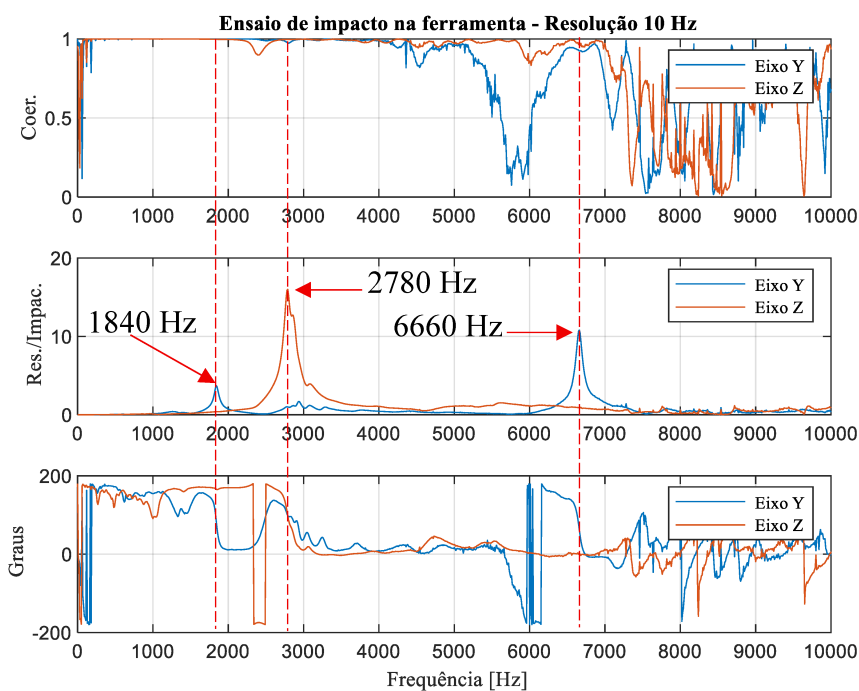 Ensaio de impacto na ferramenta - Resolução 10 Hz
1
0.5
0
Coer.
Eixo Y
Eixo Z
0 1000 2000 3000 4000 5000 6000 7000 8000 9000 10000
20
10
0
Res./Impac.
1840 Hz
2780 Hz
6660 Hz
Eixo Y
Eixo Z
0 1000 2000 3000 4000 5000 6000 7000 8000 9000 10000
200
0
-200
Graus
Eixo Y
Eixo Z
0 1000 2000 3000 4000 5000 6000 7000 8000 9000 10000
Frequência [Hz]